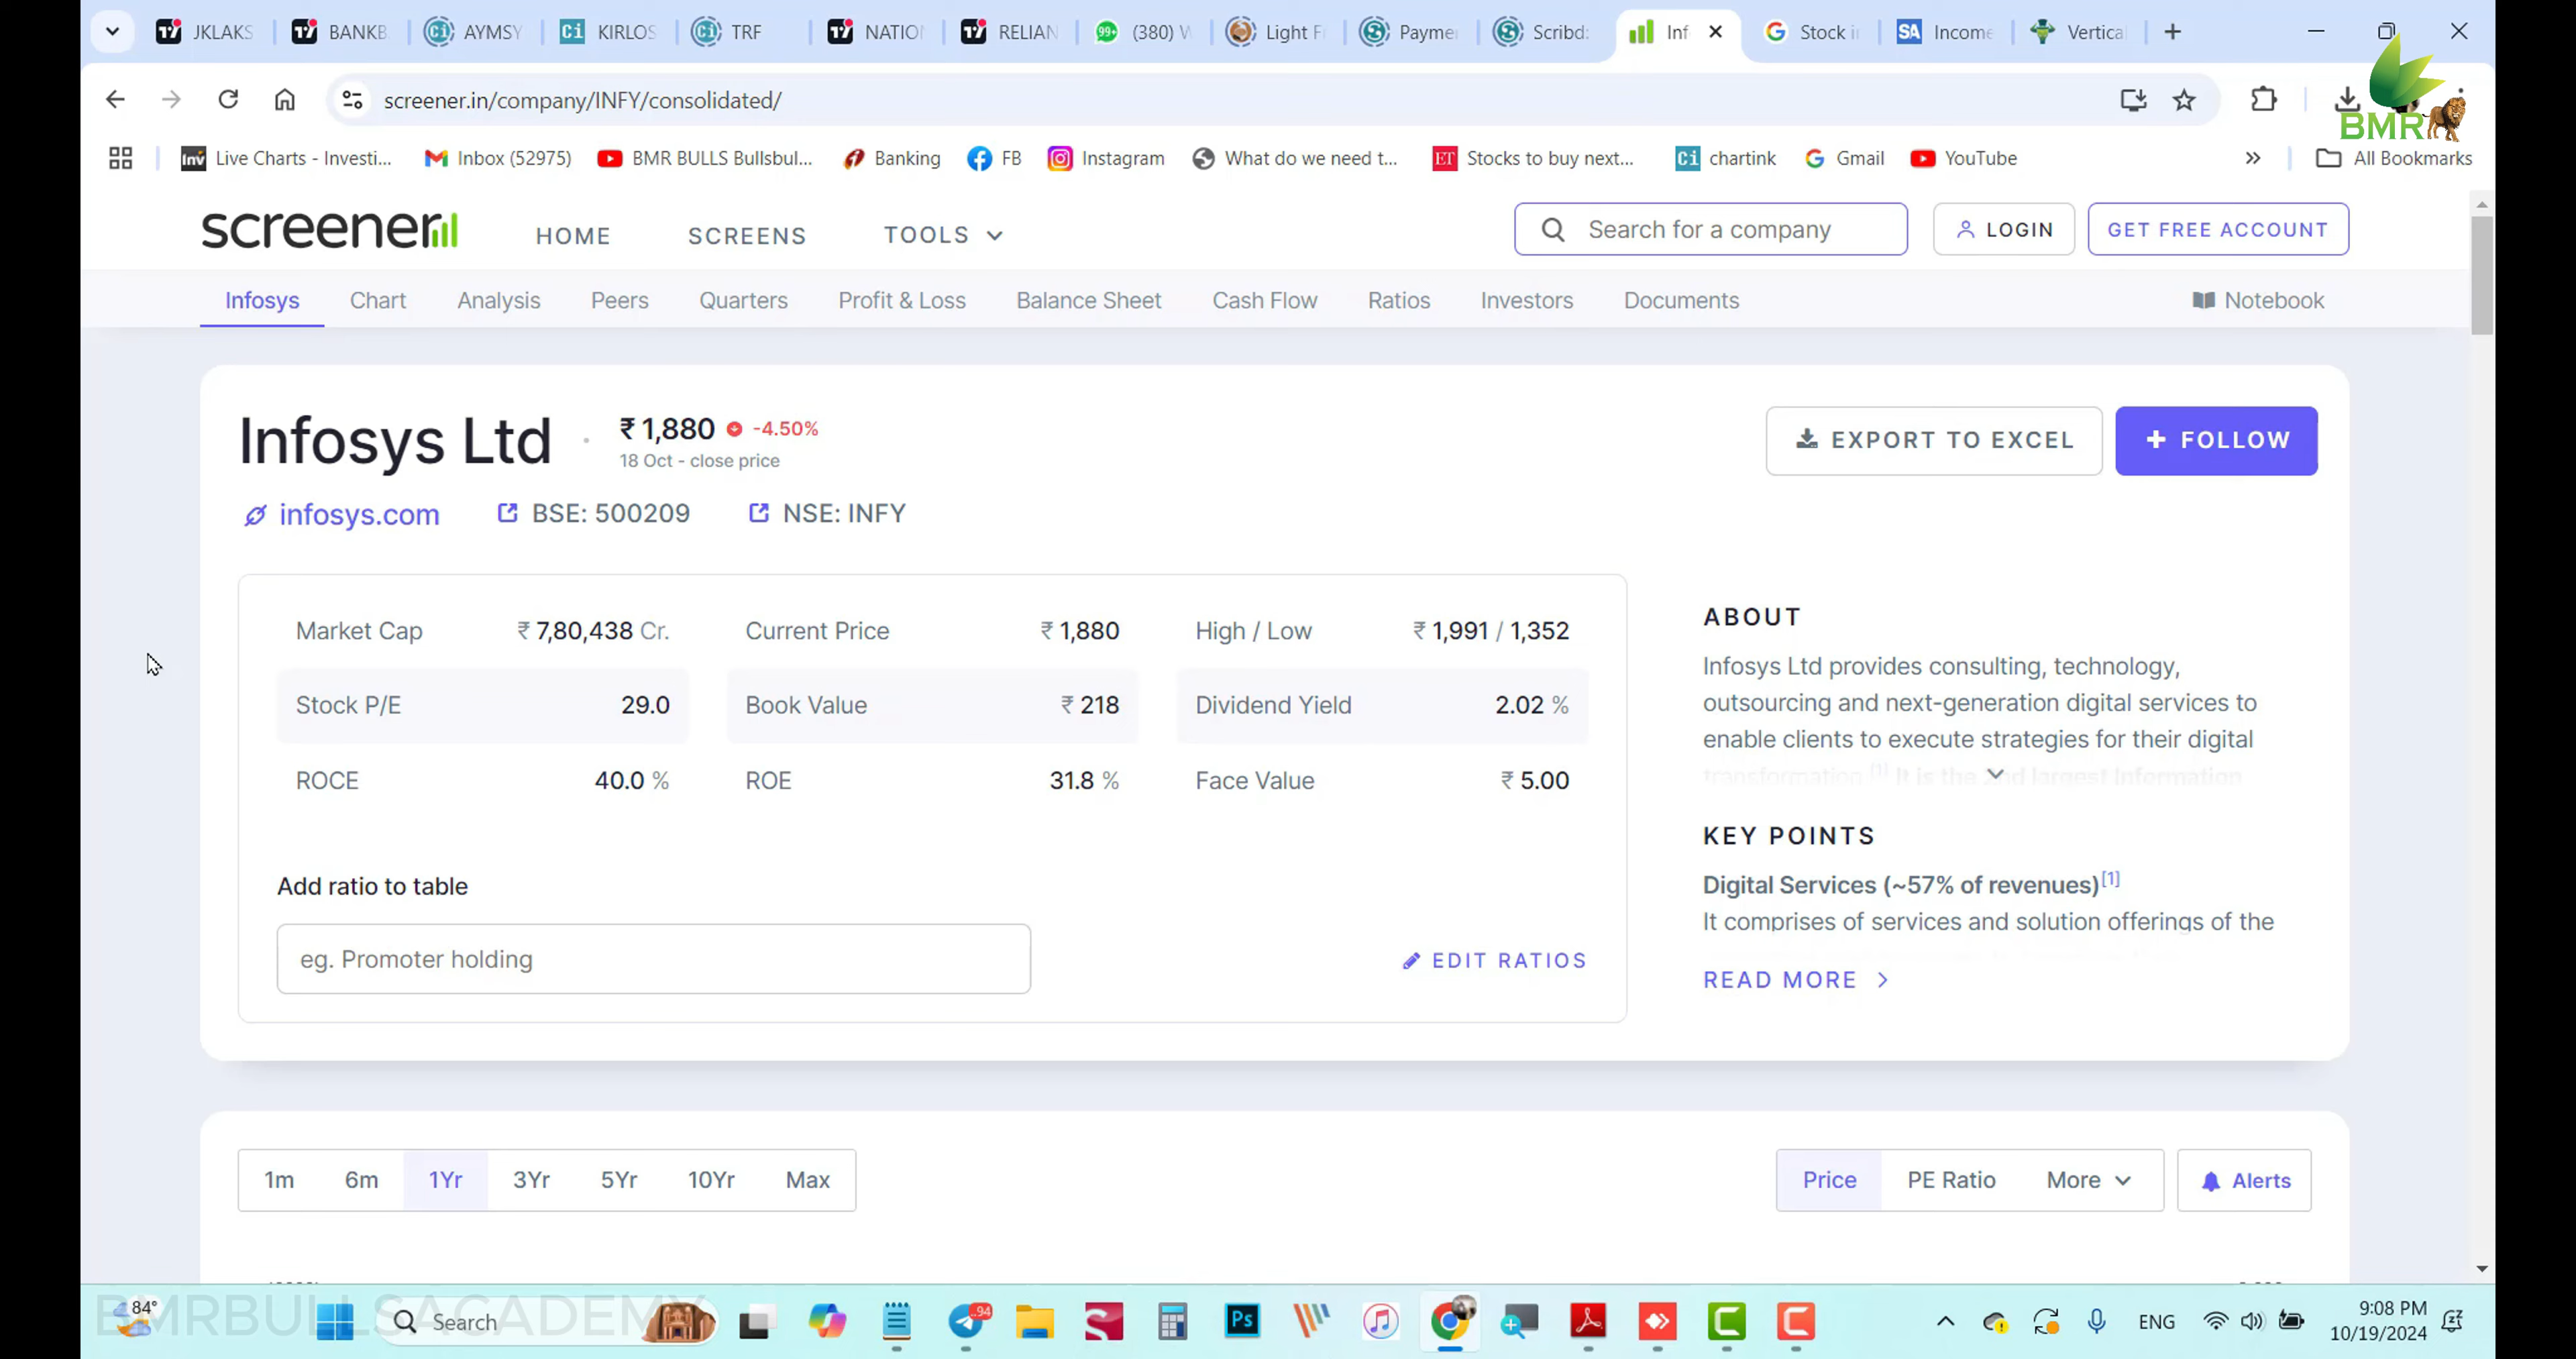 JKLAKS
BANKB
AYMSY
KIRLOS
TRF
NATIO
RELIAN
(380) W
Light F
Payme
Scribd
Inf
Stock i
Income
Vertica
screener.in/company/INFY/consolidated/
BMR
Live Charts - Investi...
Inbox (52975)
BMR BULLS Bullsbul...
Banking
FB
Instagram
What do we need t...
Stocks to buy next...
chartink
Gmail
YouTube
All Bookmarks
screener
HOME
SCREENS
TOOLS
Search for a company
LOGIN
GET FREE ACCOUNT
Infosys
Chart
Analysis
Peers
Quarters
Profit & Loss
Balance Sheet
Cash Flow
Ratios
Investors
Documents
Notebook
Infosys Ltd
₹ 1,880 -4.50%
18 Oct - close price
EXPORT TO EXCEL
+ FOLLOW
infosys.com
BSE: 500209
NSE: INFY
Market Cap ₹ 7,80,438 Cr.
Current Price ₹ 1,880
High / Low ₹ 1,991 / 1,352
Stock P/E 29.0
Book Value ₹ 218
Dividend Yield 2.02 %
ROCE 40.0 %
ROE 31.8 %
Face Value ₹ 5.00
Add ratio to table
eg. Promoter holding
EDIT RATIOS
ABOUT
Infosys Ltd provides consulting, technology,
outsourcing and next-generation digital services to
enable clients to execute strategies for their digital
transformation.[1] It is the 2nd largest Information
KEY POINTS
Digital Services (~57% of revenues)[1]
It comprises of services and solution offerings of the
READ MORE
1m
6m
1Yr
3Yr
5Yr
10Yr
Max
Price
PE Ratio
More
Alerts
BMRBULLSACADEMY
84°
Search
94
ENG
9:08 PM
10/19/2024